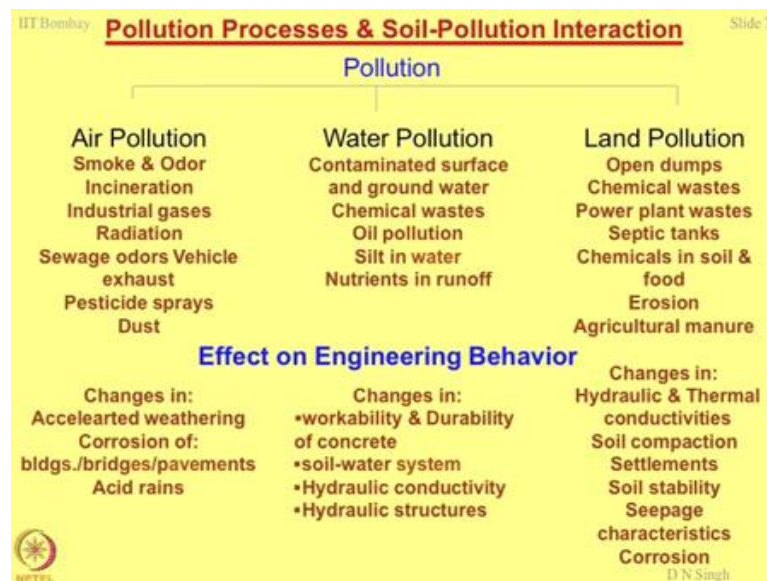 IIT Bombay
Pollution Processes & Soil-Pollution Interaction
Slide 7
Pollution
Air Pollution
Smoke & Odor
Incineration
Industrial gases
Radiation
Sewage odors Vehicle
exhaust
Pesticide sprays
Dust
Water Pollution
Contaminated surface
and ground water
Chemical wastes
Oil pollution
Silt in water
Nutrients in runoff
Land Pollution
Open dumps
Chemical wastes
Power plant wastes
Septic tanks
Chemicals in soil &
food
Erosion
Agricultural manure
Effect on Engineering Behavior
Changes in:
Accelearted weathering
Corrosion of:
bldgs./bridges/pavements
Acid rains
Changes in:
▪workability & Durability
of concrete
▪soil-water system
▪Hydraulic conductivity
▪Hydraulic structures
Changes in:
Hydraulic & Thermal
conductivities
Soil compaction
Settlements
Soil stability
Seepage
characteristics
Corrosion
NPTEL
D N Singh